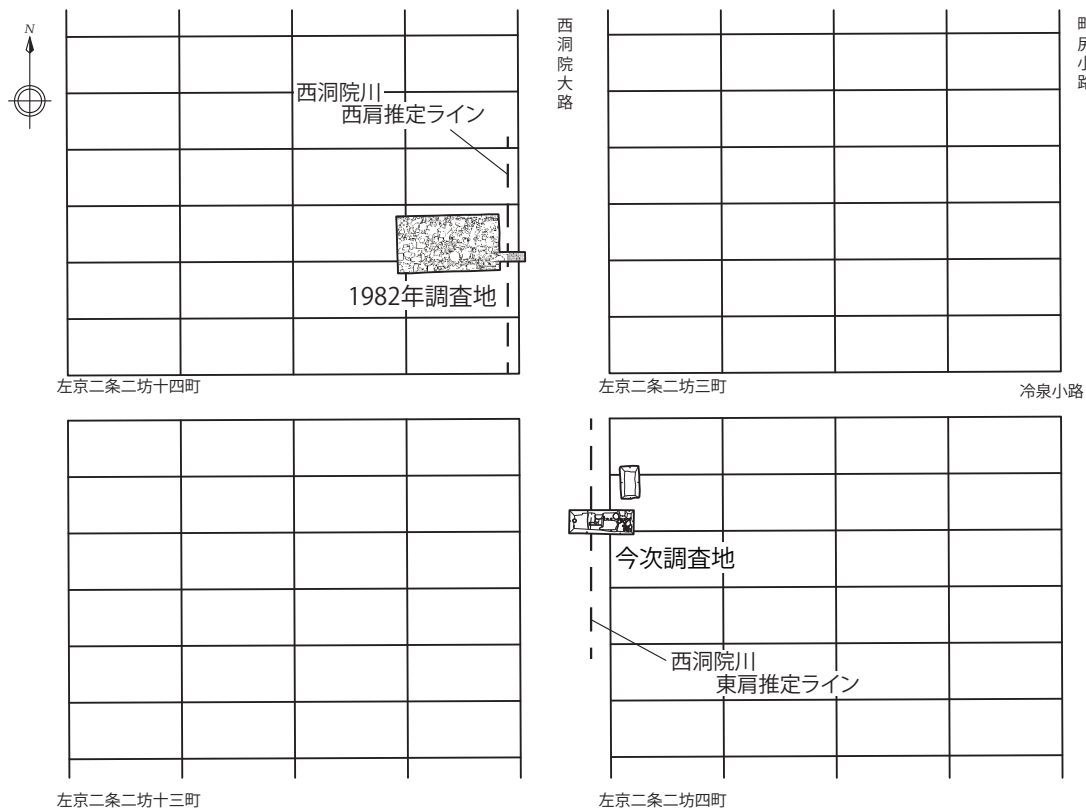 N
西洞院大路
町尻小路
西洞院川
西肩推定ライン
1982年調査地
左京二条二坊十四町
左京二条二坊三町
冷泉小路
今次調査地
西洞院川
東肩推定ライン
左京二条二坊十三町
左京二条二坊四町